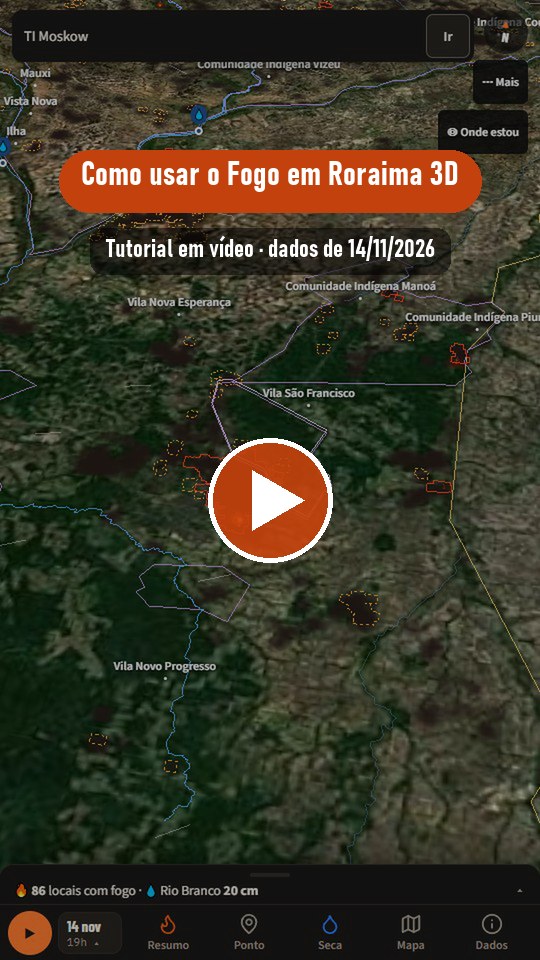 TI Moskow
Ir
N
Indígena Co
--- Mais
Comunidade Indígena Vizeu
Mauxi
Vista Nova
Ilha
Onde estou
Como usar o Fogo em Roraima 3D
Tutorial em vídeo · dados de 14/11/2026
Comunidade Indígena Manoá
Vila Nova Esperança
Comunidade Indígena Pium
Vila São Francisco
Vila Novo Progresso
86 locais com fogo · Rio Branco 20 cm
14 nov
19h
Resumo
Ponto
Seca
Mapa
Dados